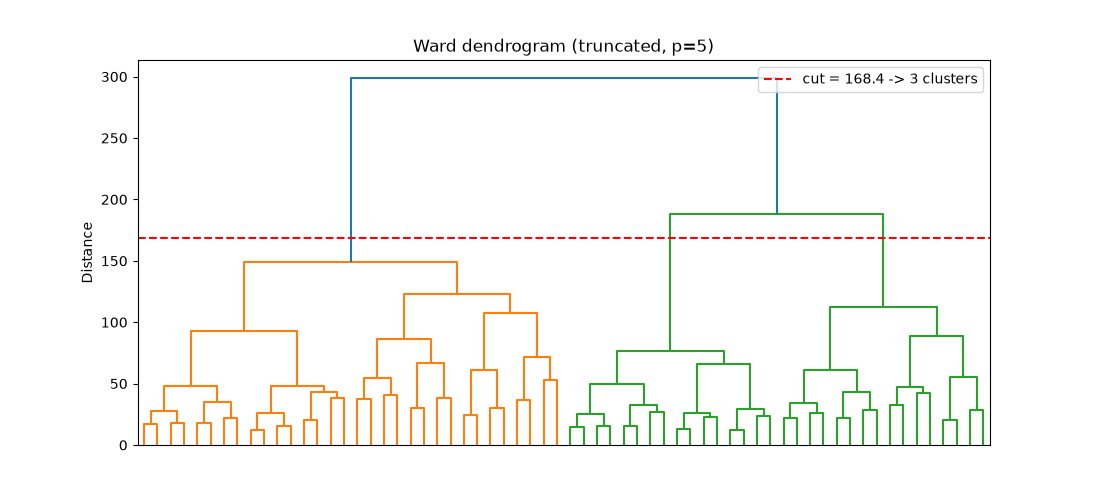 Ward dendrogram (truncated, p=5)
cut = 168.4 -> 3 clusters
Distance
300
250
200
150
100
50
0